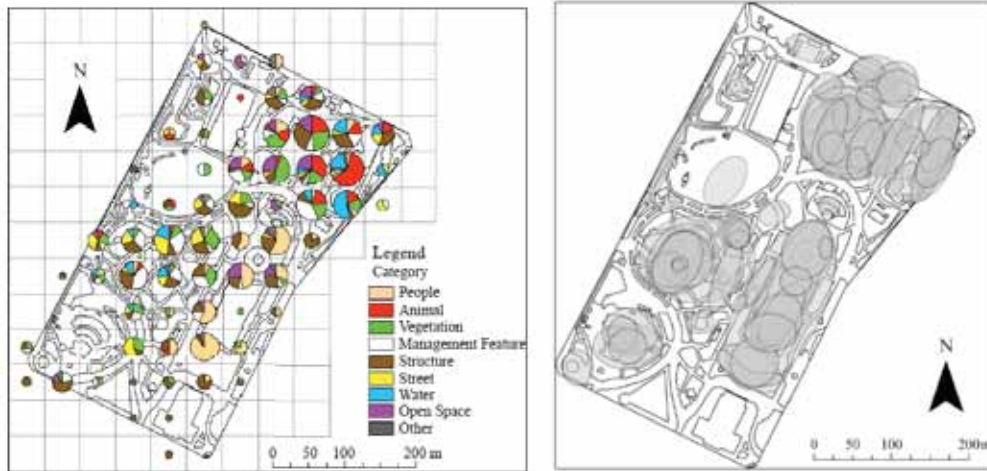 N
Legend
Category
People
Animal
Vegetation
Management Feature
Structure
Street
Water
Open Space
Other
0 50 100 200 m
N
0 50 100 200m